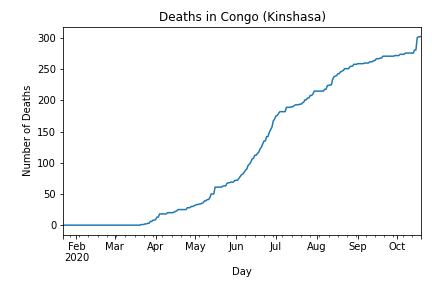 Deaths in Congo (Kinshasa)
300
250
200
150
100
50
0
Number of Deaths
Feb Mar Apr May Jun Jul Aug Sep Oct
2020
Day